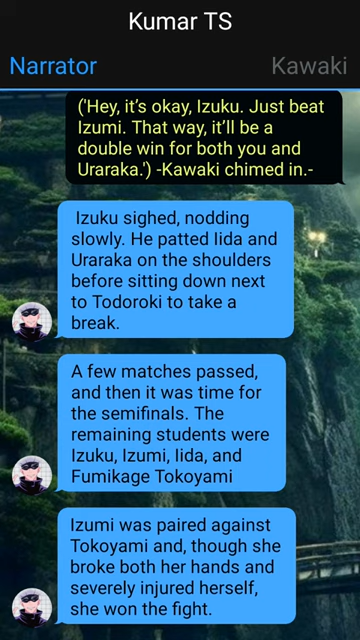 Kumar TS
Narrator
Kawaki
('Hey, it's okay, Izuku. Just beat
Izumi. That way, it'll be a
double win for both you and
Uraraka.') -Kawaki chimed in.-
Izuku sighed, nodding
slowly. He patted Iida and
Uraraka on the shoulders
before sitting down next
to Todoroki to take a
break.
A few matches passed,
and then it was time for
the semifinals. The
remaining students were
Izuku, Izumi, Iida, and
Fumikage Tokoyami
Izumi was paired against
Tokoyami and, though she
broke both her hands and
severely injured herself,
she won the fight.